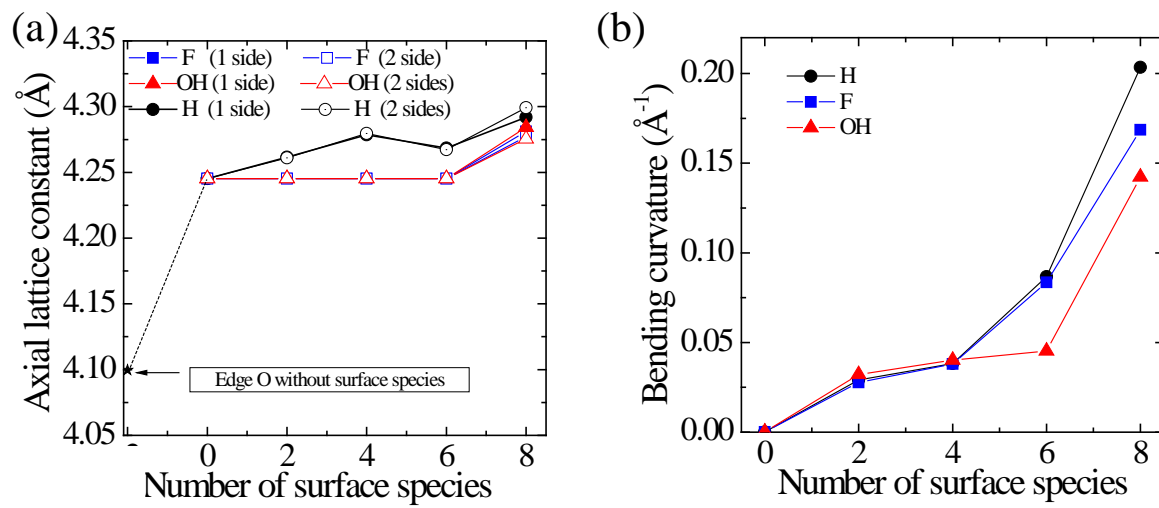 (a)
4.35
4.30
4.25
4.20
4.15
4.10
4.05
Axial lattice constant (Å)
F (1 side)
F (2 sides)
OH (1 side)
OH (2 sides)
H (1 side)
H (2 sides)
Edge O without surface species
0
2
4
6
8
Number of surface species
(b)
0.20
0.15
0.10
0.05
0.00
Bending curvature (Å-1)
H
F
OH
0
2
4
6
8
Number of surface species